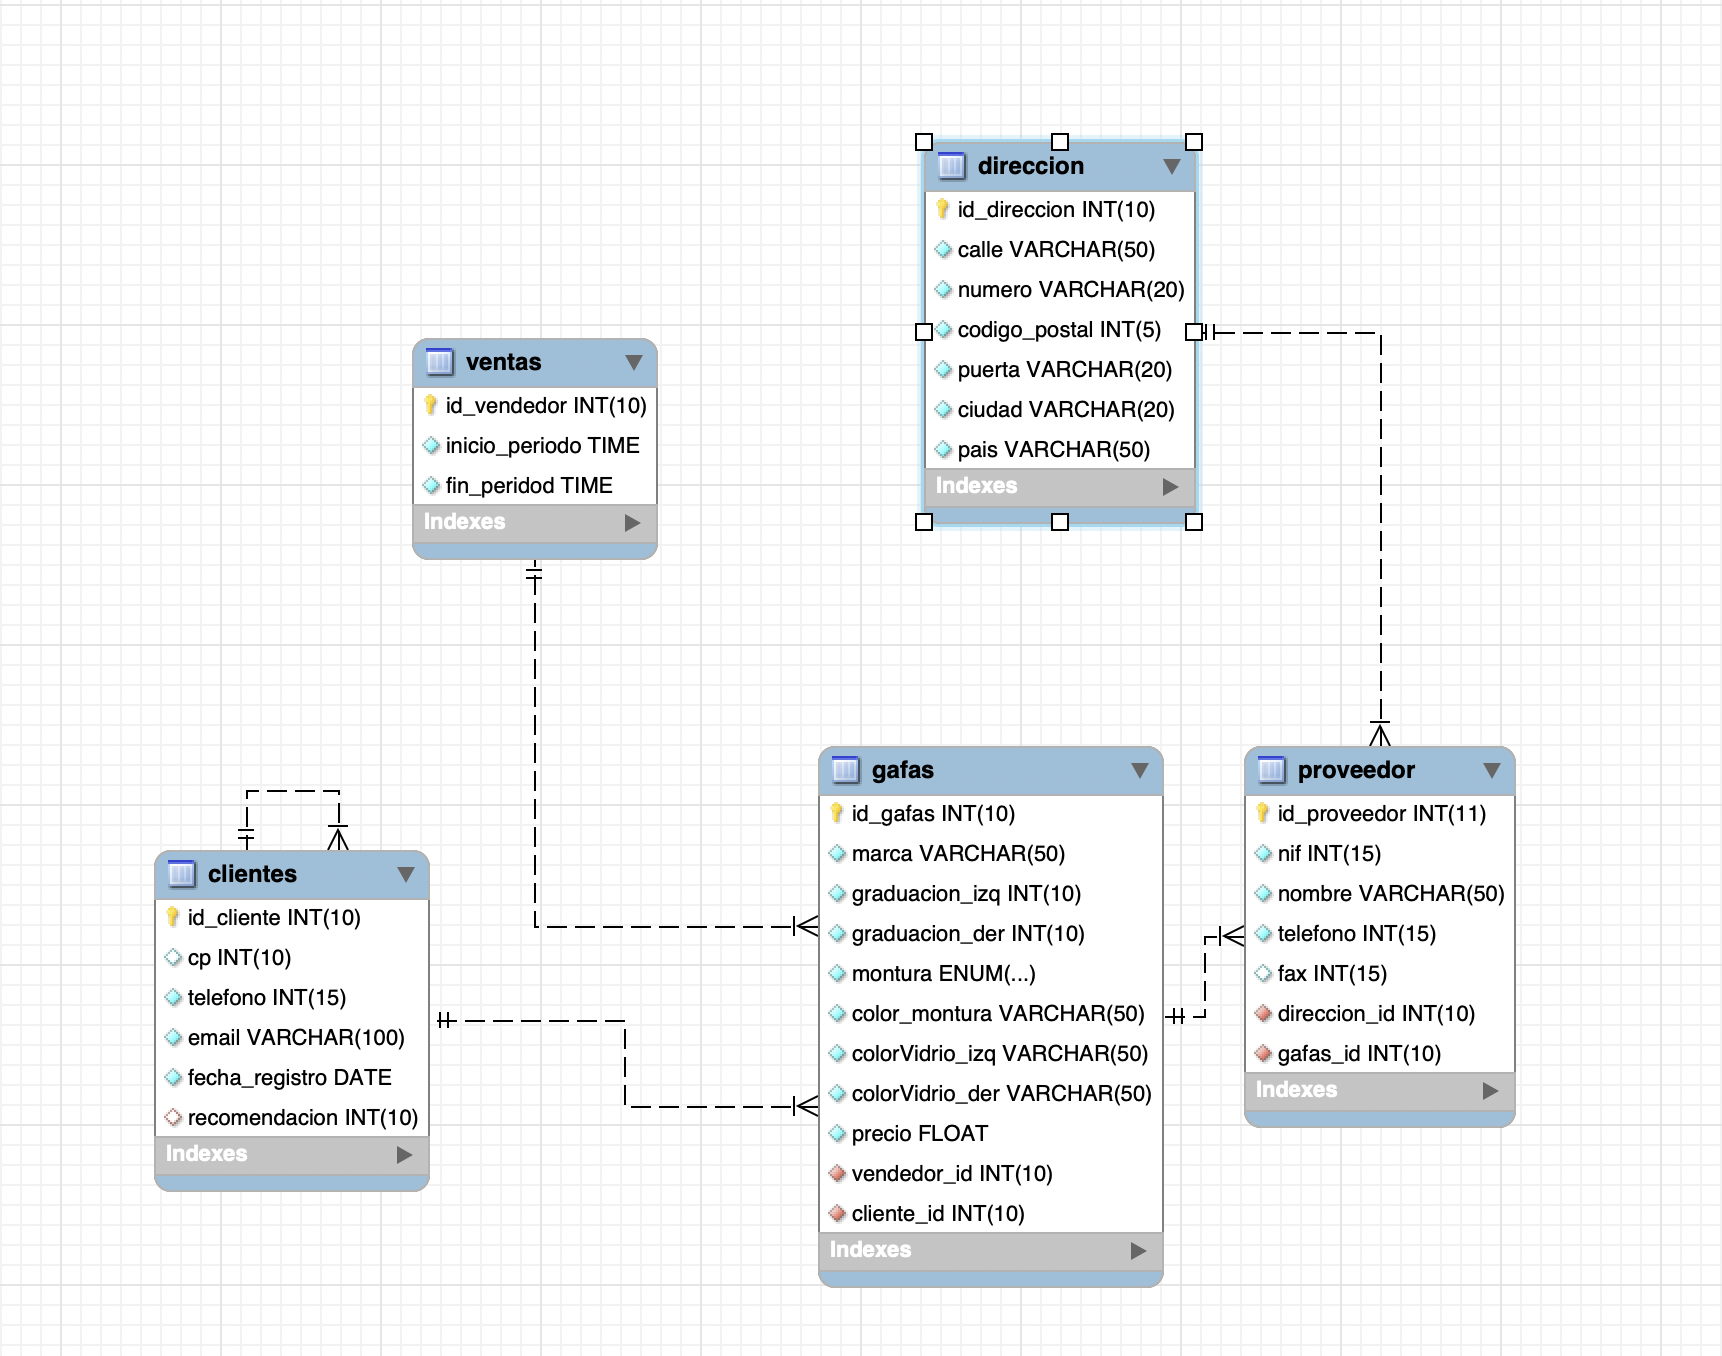 direccion
id_direccion INT(10)
calle VARCHAR(50)
numero VARCHAR(20)
codigo_postal INT(5)
puerta VARCHAR(20)
ciudad VARCHAR(20)
pais VARCHAR(50)
Indexes
ventas
id_vendedor INT(10)
inicio_periodo TIME
fin_peridod TIME
Indexes
clientes
id_cliente INT(10)
cp INT(10)
telefono INT(15)
email VARCHAR(100)
fecha_registro DATE
recomendacion INT(10)
Indexes
gafas
id_gafas INT(10)
marca VARCHAR(50)
graduacion_izq INT(10)
graduacion_der INT(10)
montura ENUM(...)
color_montura VARCHAR(50)
colorVidrio_izq VARCHAR(50)
colorVidrio_der VARCHAR(50)
precio FLOAT
vendedor_id INT(10)
cliente_id INT(10)
Indexes
proveedor
id_proveedor INT(11)
nif INT(15)
nombre VARCHAR(50)
telefono INT(15)
fax INT(15)
direccion_id INT(10)
gafas_id INT(10)
Indexes